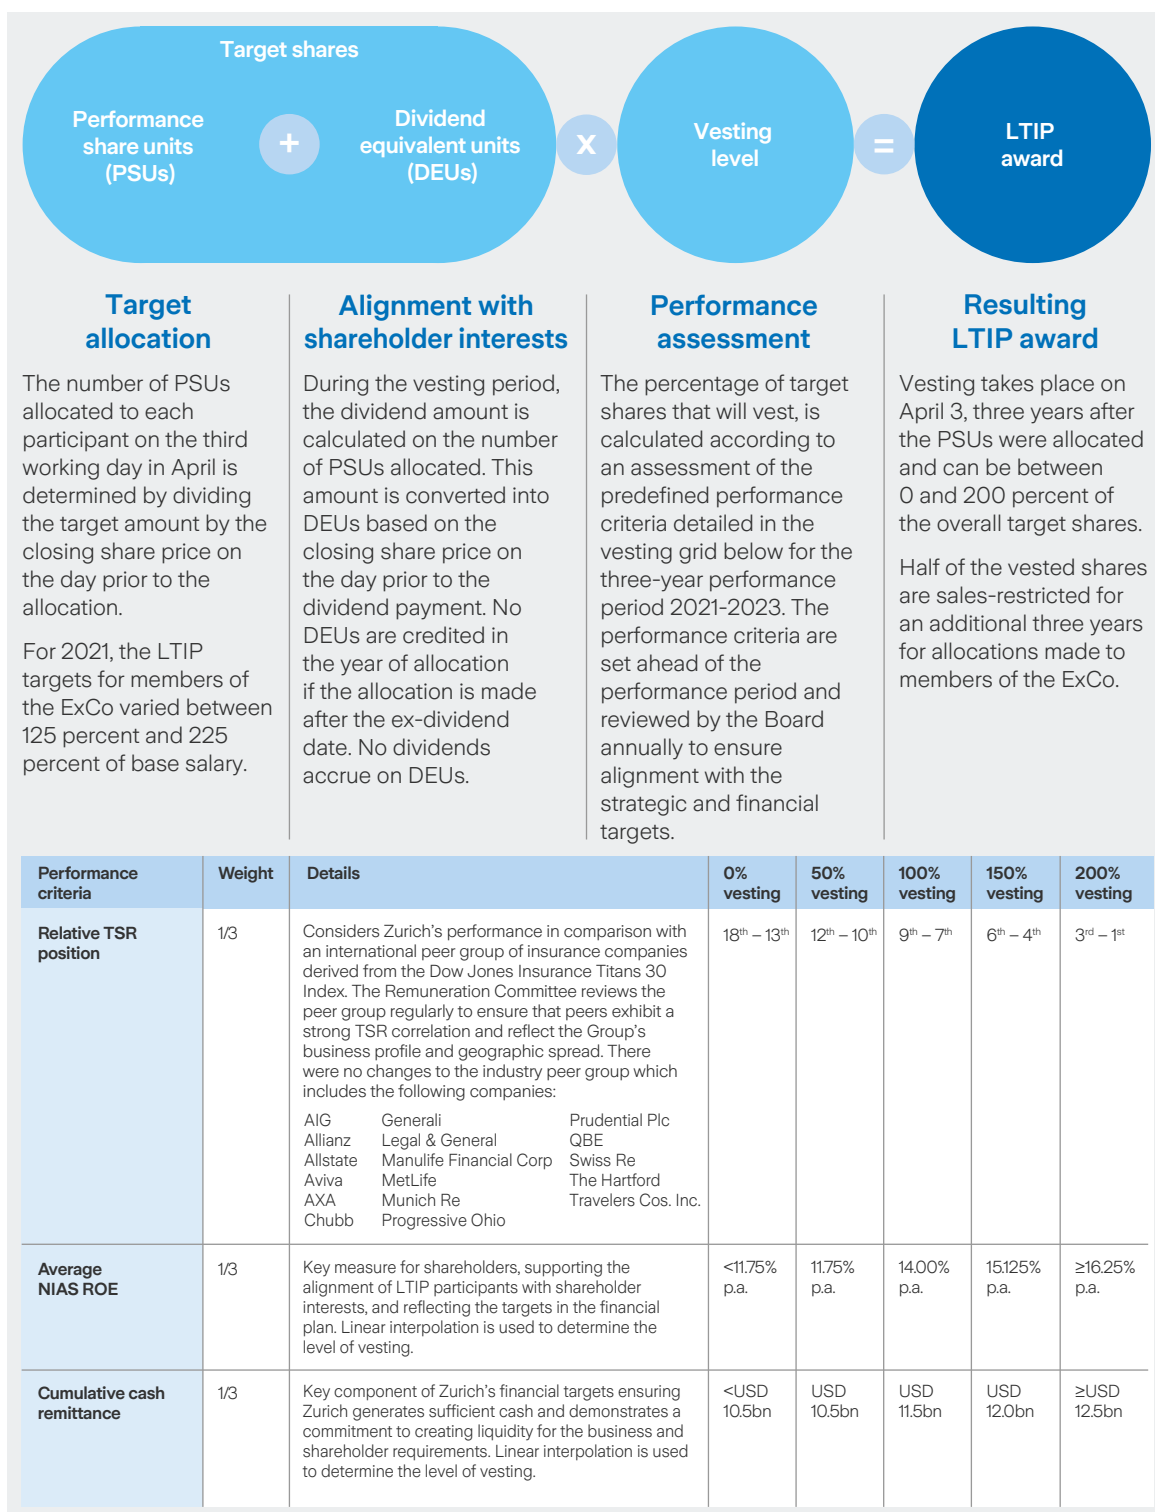 Target shares
Performance
share units
(PSUs)
+
Dividend
equivalent units
(DEUs)
x
Vesting
level
=
LTIP
award
Target
allocation
The number of PSUs
allocated to each
participant on the third
working day in April is
determined by dividing
the target amount by the
closing share price on
the day prior to the
allocation.
For 2021, the LTIP
targets for members of
the ExCo varied between
125 percent and 225
percent of base salary.
Alignment with
shareholder interests
During the vesting period,
the dividend amount is
calculated on the number
of PSUs allocated. This
amount is converted into
DEUs based on the
closing share price on
the day prior to the
dividend payment. No
DEUs are credited in
the year of allocation
if the allocation is made
after the ex-dividend
date. No dividends
accrue on DEUs.
Performance
assessment
The percentage of target
shares that will vest, is
calculated according to
an assessment of the
predefined performance
criteria detailed in the
vesting grid below for the
three-year performance
period 2021-2023. The
performance criteria are
set ahead of the
performance period and
reviewed by the Board
annually to ensure
alignment with the
strategic and financial
targets.
Resulting
LTIP award
Vesting takes place on
April 3, three years after
the PSUs were allocated
and can be between
0 and 200 percent of
the overall target shares.
Half of the vested shares
are sales-restricted for
an additional three years
for allocations made to
members of the ExCo.
Performance
criteria
Weight
Details
0%
vesting
50%
vesting
100%
vesting
150%
vesting
200%
vesting
Relative TSR
position
1/3
Considers Zurich's performance in comparison with
an international peer group of insurance companies
derived from the Dow Jones Insurance Titans 30
Index. The Remuneration Committee reviews the
peer group regularly to ensure that peers exhibit a
strong TSR correlation and reflect the Group's
business profile and geographic spread. There
were no changes to the industry peer group which
includes the following companies:
AIG Generali Prudential Plc
Allianz Legal & General QBE
Allstate Manulife Financial Corp Swiss Re
Aviva MetLife The Hartford
AXA Munich Re Travelers Cos. Inc.
Chubb Progressive Ohio
18th – 13th
12th – 10th
9th – 7th
6th – 4th
3rd – 1st
Average
NIAS ROE
1/3
Key measure for shareholders, supporting the
alignment of LTIP participants with shareholder
interests, and reflecting the targets in the financial
plan. Linear interpolation is used to determine the
level of vesting.
<11.75%
p.a.
11.75%
p.a.
14.00%
p.a.
15.125%
p.a.
≥16.25%
p.a.
Cumulative cash
remittance
1/3
Key component of Zurich's financial targets ensuring
Zurich generates sufficient cash and demonstrates a
commitment to creating liquidity for the business and
shareholder requirements. Linear interpolation is used
to determine the level of vesting.
<USD
10.5bn
USD
10.5bn
USD
11.5bn
USD
12.0bn
≥USD
12.5bn